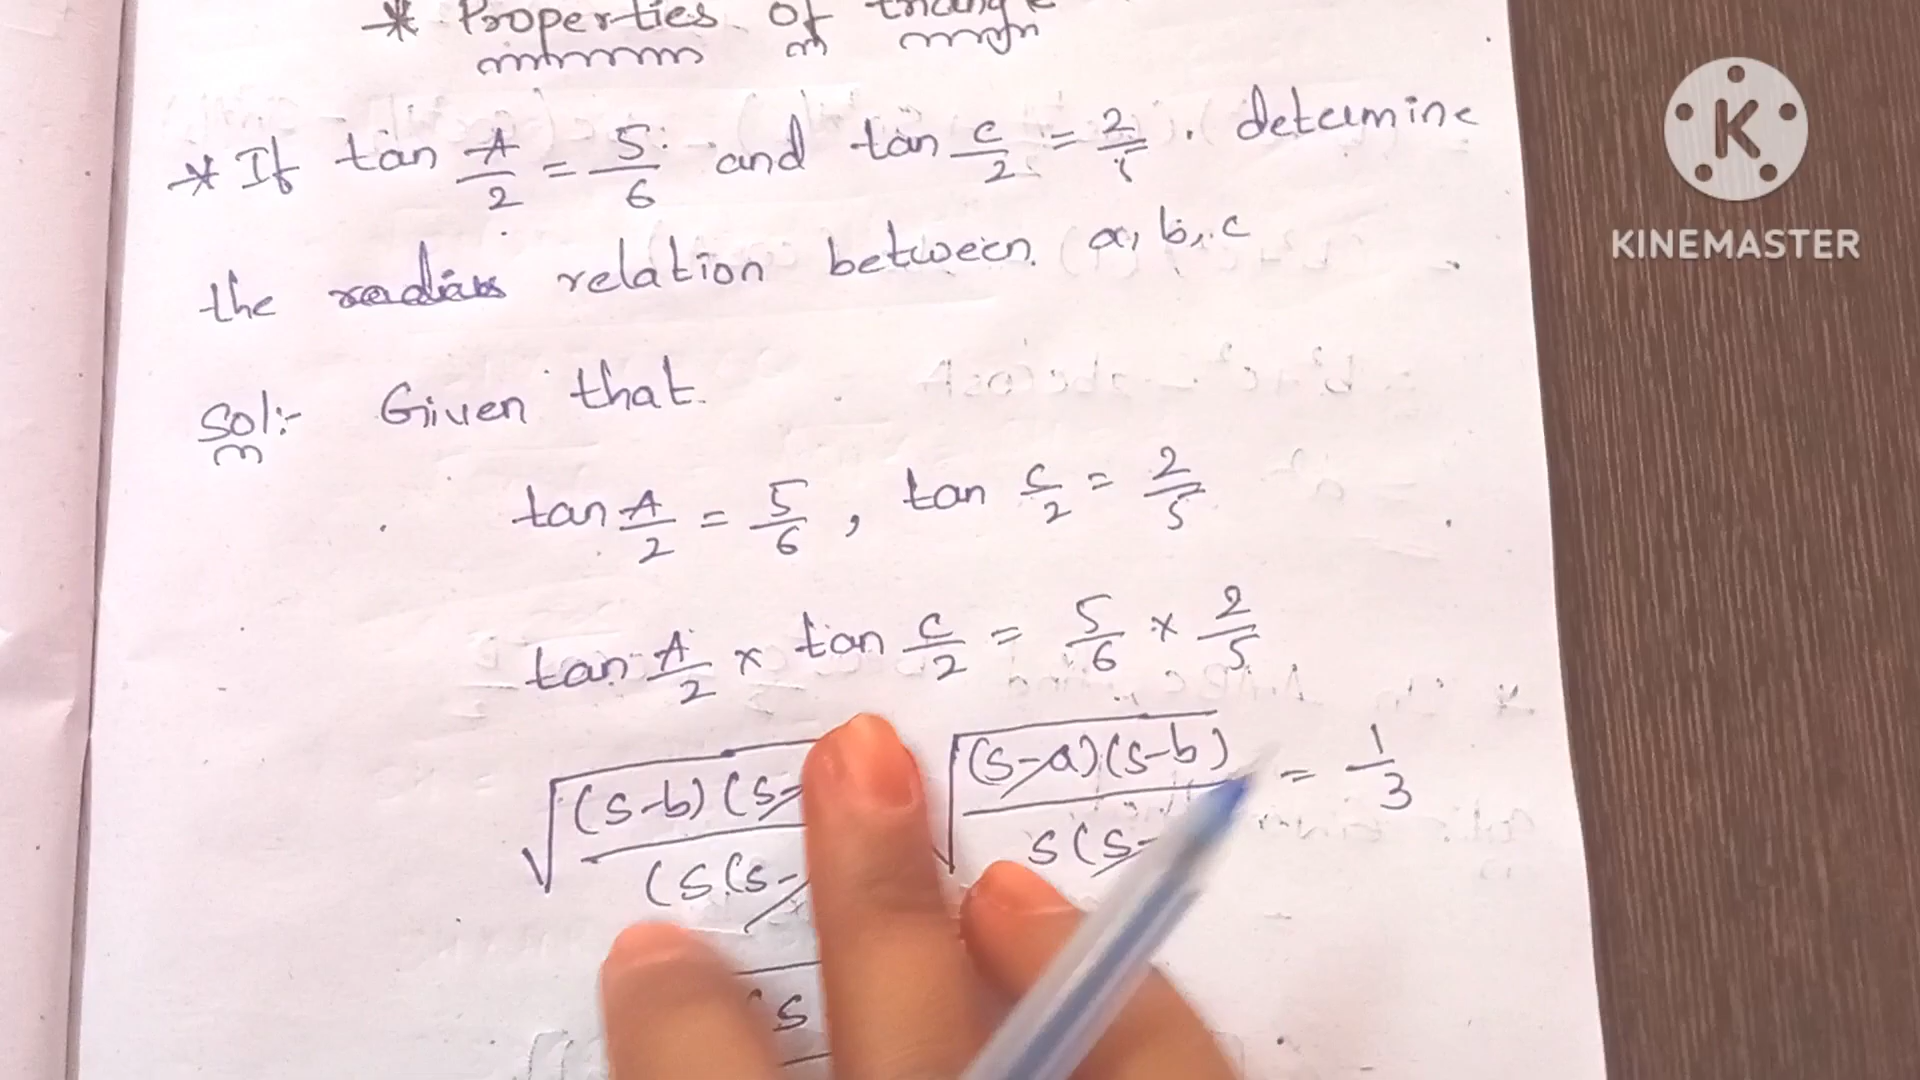 * Properties of triangle
* If tan A/2 = 5/6 and tan C/2 = 2/5 . determine
the relation between a, b, c
Sol:- Given that
tan A/2 = 5/6 , tan C/2 = 2/5
tan A/2 × tan C/2 = 5/6 × 2/5
√((s-b)(s- / (s(s- √((s-a)(s-b) / s(s- = 1/3
s
K
KINEMASTER